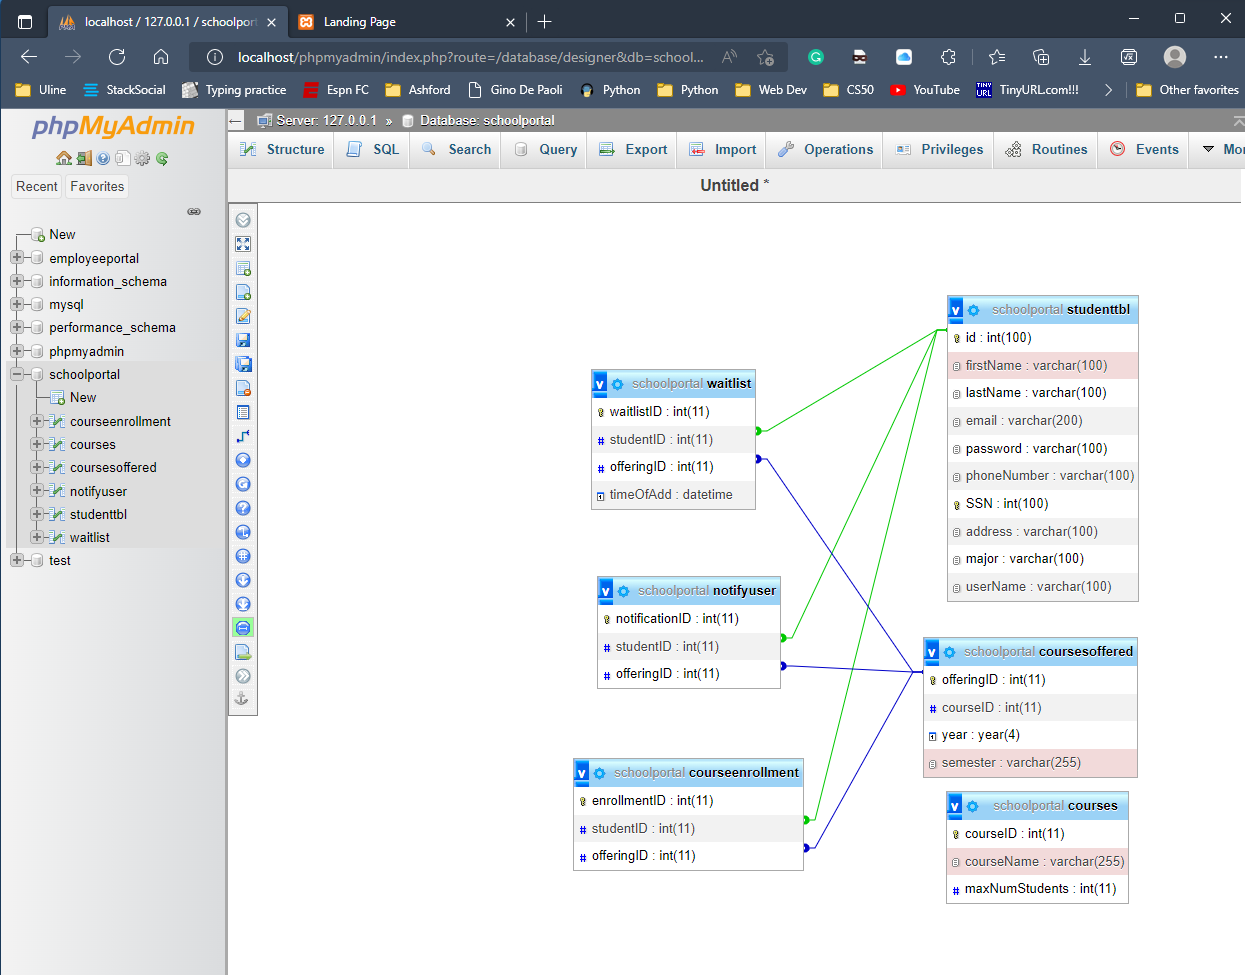 localhost / 127.0.0.1 / schoolport
Landing Page
localhost/phpmyadmin/index.php?route=/database/designer&db=school...
Uline
StackSocial
Typing practice
Espn FC
Ashford
Gino De Paoli
Python
Python
Web Dev
CS50
YouTube
TINY URL
TinyURL.com!!!
Other favorites
phpMyAdmin
Server: 127.0.0.1 » Database: schoolportal
Structure
SQL
Search
Query
Export
Import
Operations
Privileges
Routines
Events
Mor
Recent
Favorites
Untitled *
New
employeeportal
information_schema
mysql
performance_schema
phpmyadmin
schoolportal
New
courseenrollment
courses
coursesoffered
notifyuser
studenttbl
waitlist
test
schoolportal studenttbl
id : int(100)
firstName : varchar(100)
lastName : varchar(100)
email : varchar(200)
password : varchar(100)
phoneNumber : varchar(100)
SSN : int(100)
address : varchar(100)
major : varchar(100)
userName : varchar(100)
schoolportal waitlist
waitlistID : int(11)
studentID : int(11)
offeringID : int(11)
timeOfAdd : datetime
schoolportal notifyuser
notificationID : int(11)
studentID : int(11)
offeringID : int(11)
schoolportal coursesoffered
offeringID : int(11)
courseID : int(11)
year : year(4)
semester : varchar(255)
schoolportal courseenrollment
enrollmentID : int(11)
studentID : int(11)
offeringID : int(11)
schoolportal courses
courseID : int(11)
courseName : varchar(255)
maxNumStudents : int(11)